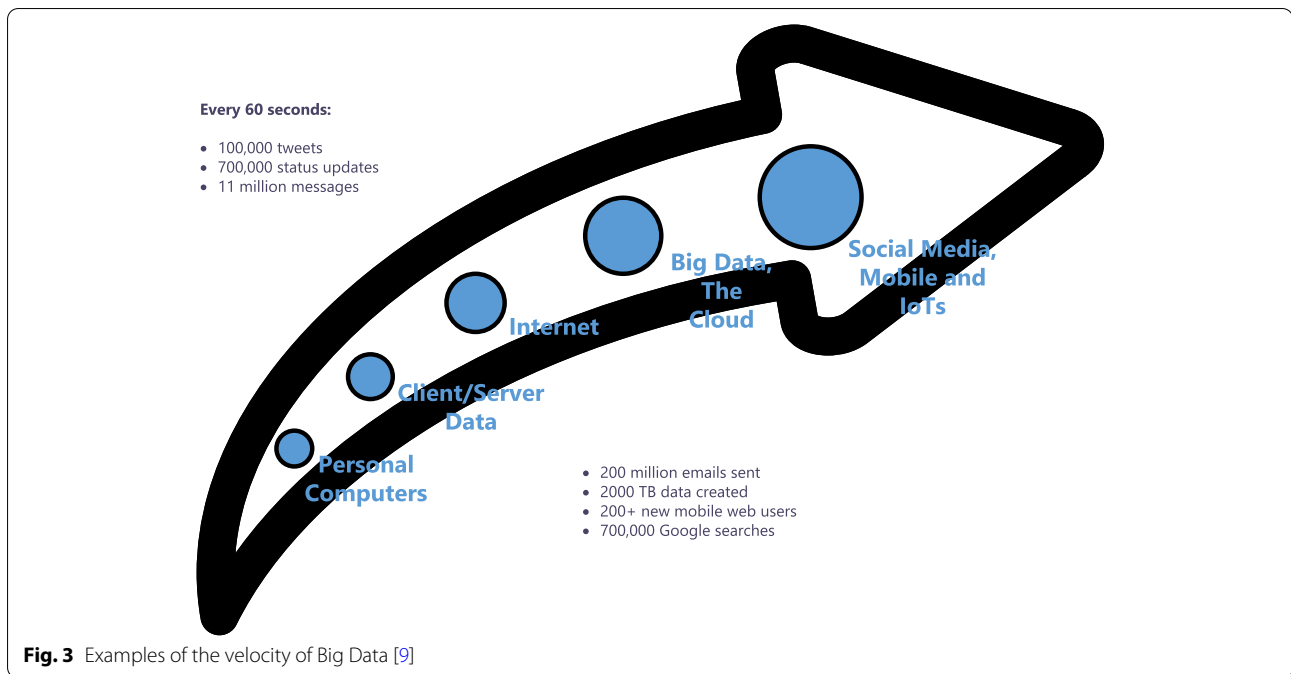 Every 60 seconds:
• 100,000 tweets
• 700,000 status updates
• 11 million messages
Social Media,
Mobile and
IoTs
Big Data,
The
Cloud
Internet
Client/Server
Data
Personal
Computers
• 200 million emails sent
• 2000 TB data created
• 200+ new mobile web users
• 700,000 Google searches
Fig. 3 Examples of the velocity of Big Data [9]